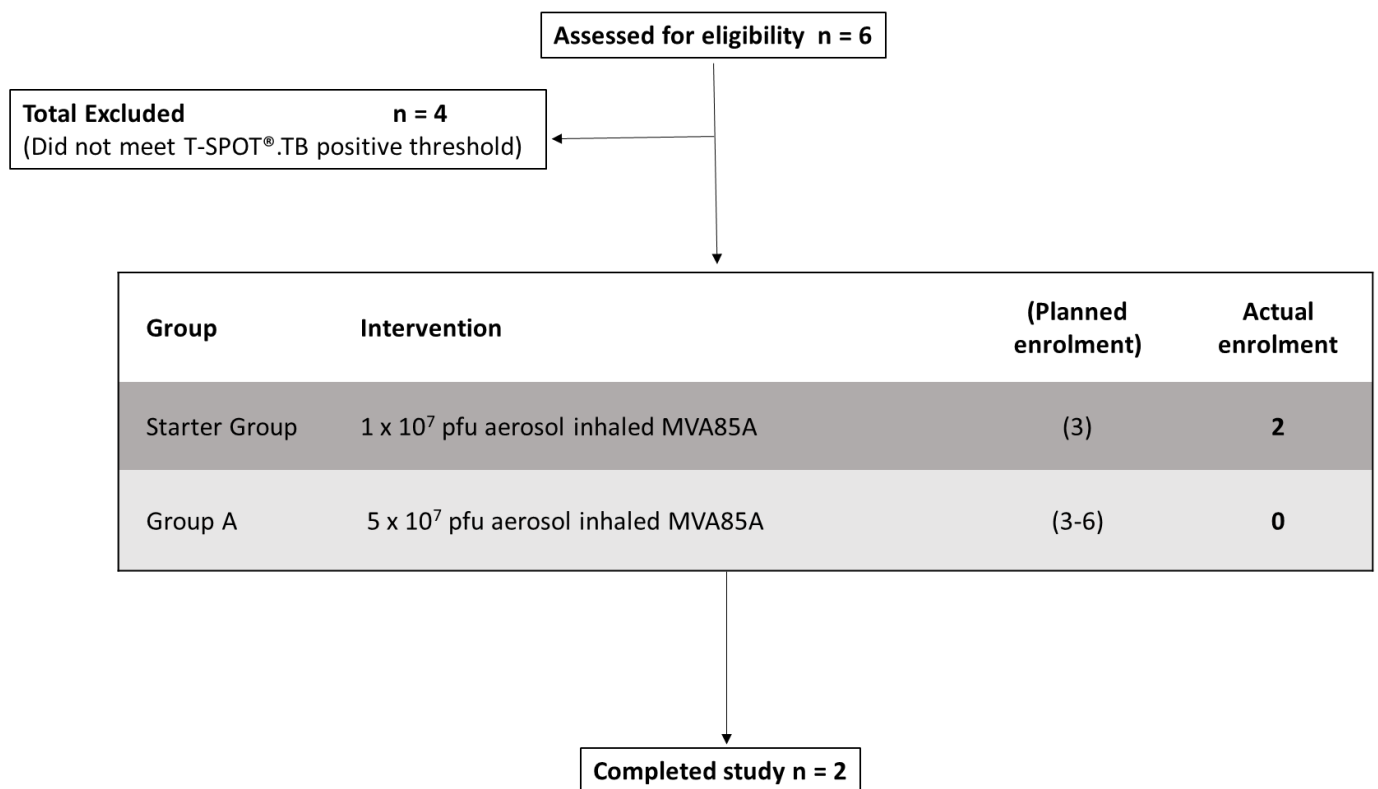 Assessed for eligibility n = 6
Total Excluded n = 4
(Did not meet T-SPOT®.TB positive threshold)
Group Intervention (Planned enrolment) Actual enrolment
Starter Group 1 x 10⁷ pfu aerosol inhaled MVA85A (3) 2
Group A 5 x 10⁷ pfu aerosol inhaled MVA85A (3-6) 0
Completed study n = 2